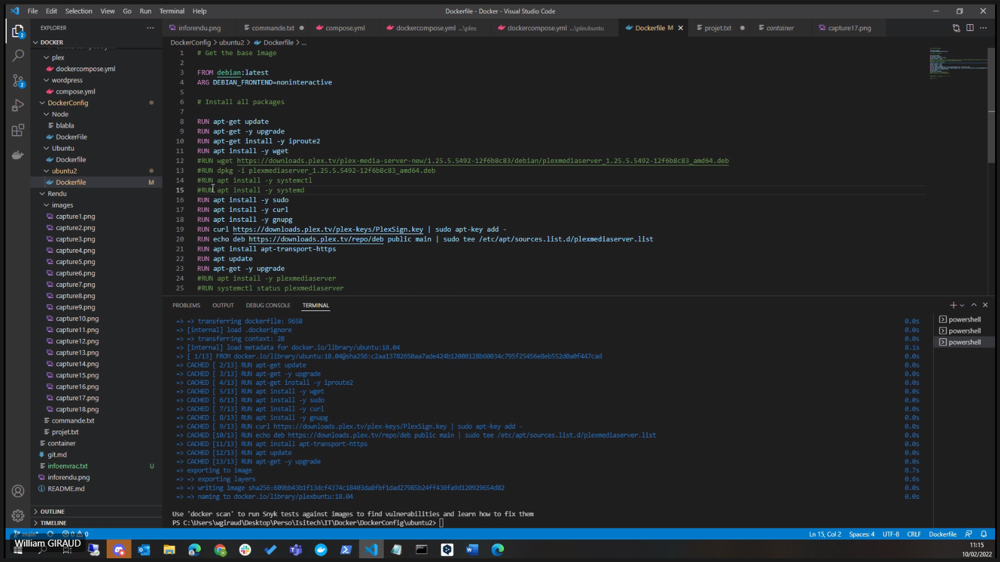 File Edit Selection View Go Run Terminal Help
Dockerfile - Docker - Visual Studio Code
EXPLORER
inforendu.png
commande.txt
compose.yml
dockercompose.yml ...\plex
dockercompose.yml ...\pleubuntu
Dockerfile M
projet.txt
container
capture17.png
DOCKER
plex
dockercompose.yml
wordpress
compose.yml
DockerConfig
Node
blabla
DockerFile
Ubuntu
Dockerfile
ubuntu2
Dockerfile M
Rendu
images
capture1.png
capture2.png
capture3.png
capture4.png
capture5.png
capture6.png
capture7.png
capture8.png
capture9.png
capture10.png
capture11.png
capture12.png
capture13.png
capture14.png
capture15.png
capture16.png
capture17.png
capture18.png
commande.txt
projet.txt
container
git.md
infoenvrac.txt U
inforendu.png
README.md
OUTLINE
TIMELINE
DockerConfig > ubuntu2 > Dockerfile > ...
1 # Get the base image
2
3 FROM debian:latest
4 ARG DEBIAN_FRONTEND=noninteractive
5
6 # Install all packages
7
8 RUN apt-get update
9 RUN apt-get -y upgrade
10 RUN apt-get install -y iproute2
11 RUN apt install -y wget
12 #RUN wget https://downloads.plex.tv/plex-media-server-new/1.25.5.5492-12f6b8c83/debian/plexmediaserver_1.25.5.5492-12f6b8c83_amd64.deb
13 #RUN dpkg -i plexmediaserver_1.25.5.5492-12f6b8c83_amd64.deb
14 #RUN apt install -y systemctl
15 #RUN apt install -y systemd
16 RUN apt install -y sudo
17 RUN apt install -y curl
18 RUN apt install -y gnupg
19 RUN curl https://downloads.plex.tv/plex-keys/PlexSign.key | sudo apt-key add -
20 RUN echo deb https://downloads.plex.tv/repo/deb public main | sudo tee /etc/apt/sources.list.d/plexmediaserver.list
21 RUN apt install apt-transport-https
22 RUN apt update
23 RUN apt-get -y upgrade
24 #RUN apt install -y plexmediaserver
25 #RUN systemctl status plexmediaserver
PROBLEMS OUTPUT DEBUG CONSOLE TERMINAL
=> => transferring dockerfile: 965B 0.0s
=> [internal] load .dockerignore 0.0s
=> => transferring context: 2B 0.0s
=> [internal] load metadata for docker.io/library/ubuntu:18.04 8.1s
=> [ 1/13] FROM docker.io/library/ubuntu:18.04@sha256:c2aa13782650aa7ade424b12008128b60034c795f25456e8eb552d0a0f447cad 0.0s
=> CACHED [ 2/13] RUN apt-get update 0.0s
=> CACHED [ 3/13] RUN apt-get -y upgrade 0.0s
=> CACHED [ 4/13] RUN apt-get install -y iproute2 0.0s
=> CACHED [ 5/13] RUN apt install -y wget 0.0s
=> CACHED [ 6/13] RUN apt install -y sudo 0.0s
=> CACHED [ 7/13] RUN apt install -y curl 0.0s
=> CACHED [ 8/13] RUN apt install -y gnupg 0.0s
=> CACHED [ 9/13] RUN curl https://downloads.plex.tv/plex-keys/PlexSign.key | sudo apt-key add - 0.0s
=> CACHED [10/13] RUN echo deb https://downloads.plex.tv/repo/deb public main | sudo tee /etc/apt/sources.list.d/plexmediaserver.list 0.0s
=> CACHED [11/13] RUN apt install apt-transport-https 0.0s
=> CACHED [12/13] RUN apt update 0.0s
=> CACHED [13/13] RUN apt-get -y upgrade 0.0s
=> exporting to image 0.7s
=> => exporting layers 0.6s
=> => writing image sha256:609bb43b1f13dcf4374c18403da8fbf1dad27985b24ff438fa9d120929654d82 0.0s
=> => naming to docker.io/library/plexbuntu:18.04 0.0s
Use 'docker scan' to run Snyk tests against images to find vulnerabilities and learn how to fix them
PS C:\Users\wgiraud\Desktop\Perso\Isitech\IT\Docker\DockerConfig\ubuntu2>
powershell
powershell
powershell
main* 0 0
Ln 15, Col 2 Spaces: 4 UTF-8 CRLF Dockerfile
William GIRAUD
11:15
10/02/2022